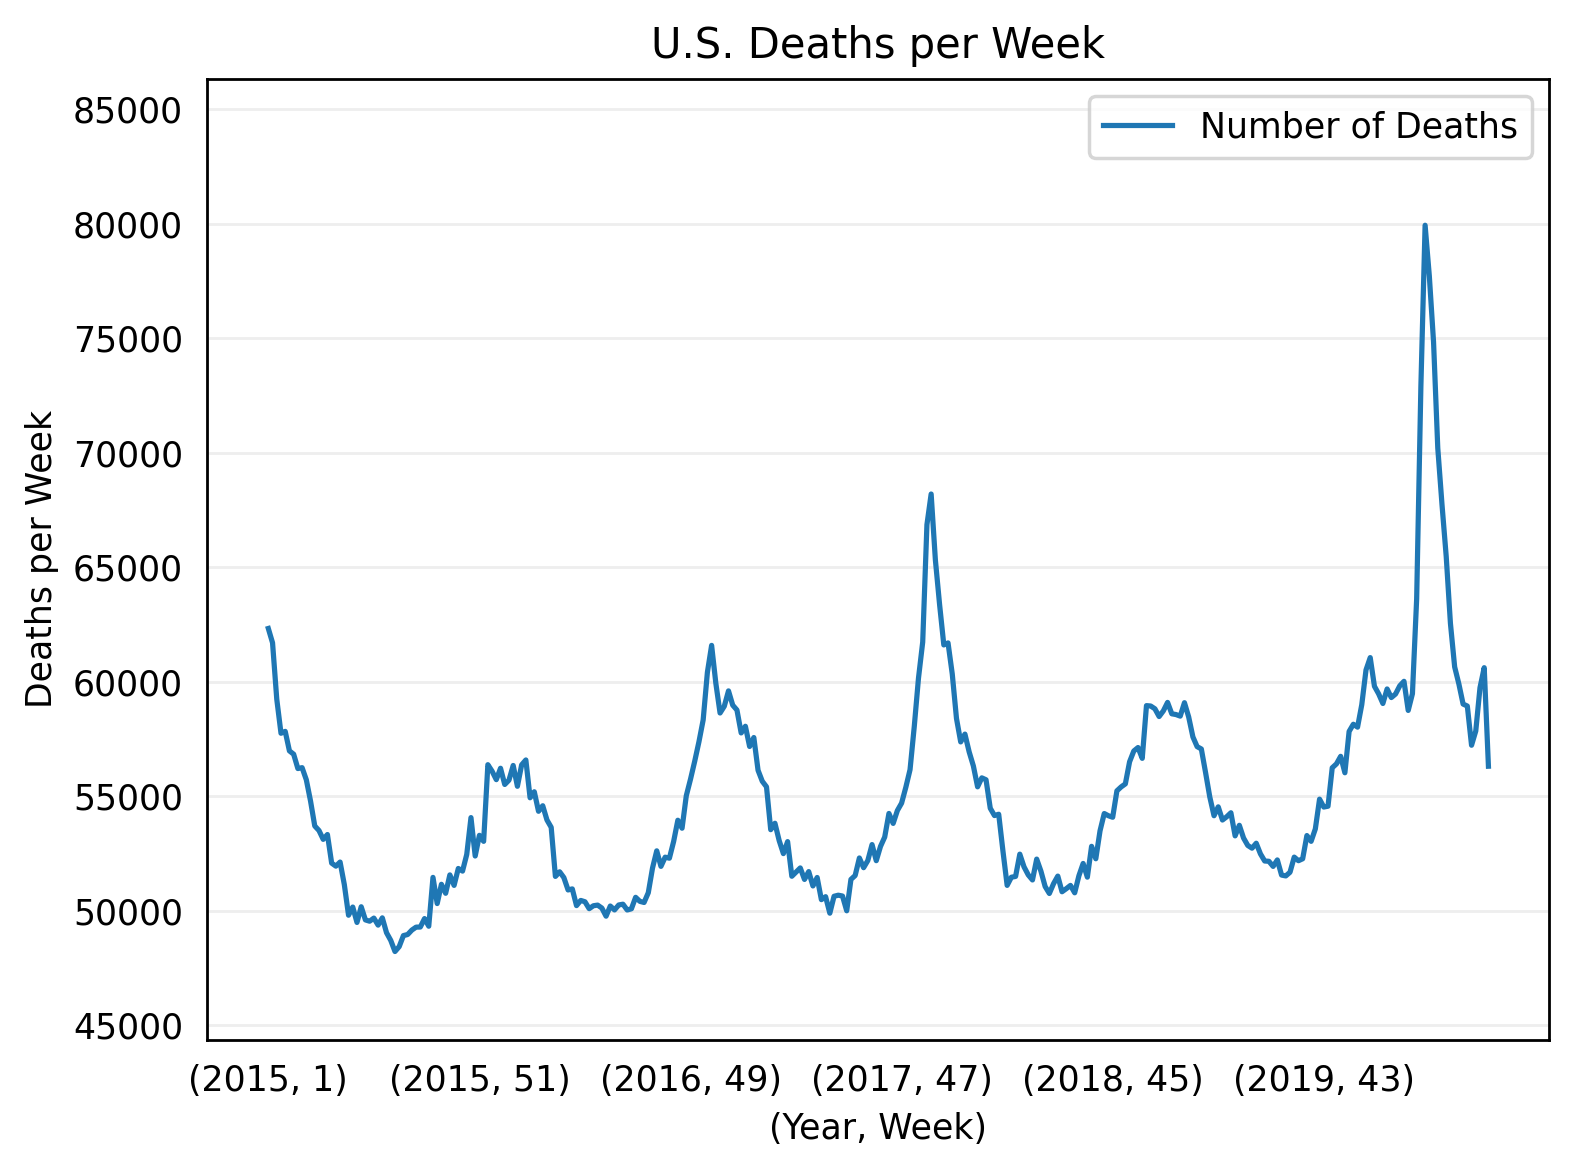 U.S. Deaths per Week
85000
80000
75000
70000
65000
60000
55000
50000
45000
Deaths per Week
Number of Deaths
(2015, 1) (2015, 51) (2016, 49) (2017, 47) (2018, 45) (2019, 43)
(Year, Week)